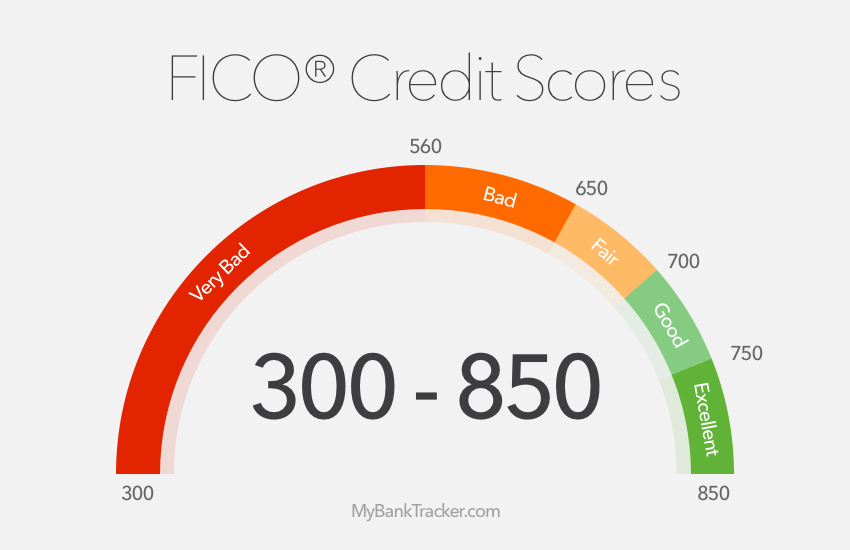 FICO® Credit Scores
560
Bad
650
Fair
700
Very Bad
Good
750
300 - 850
Excellent
300
850
MyBankTracker.com